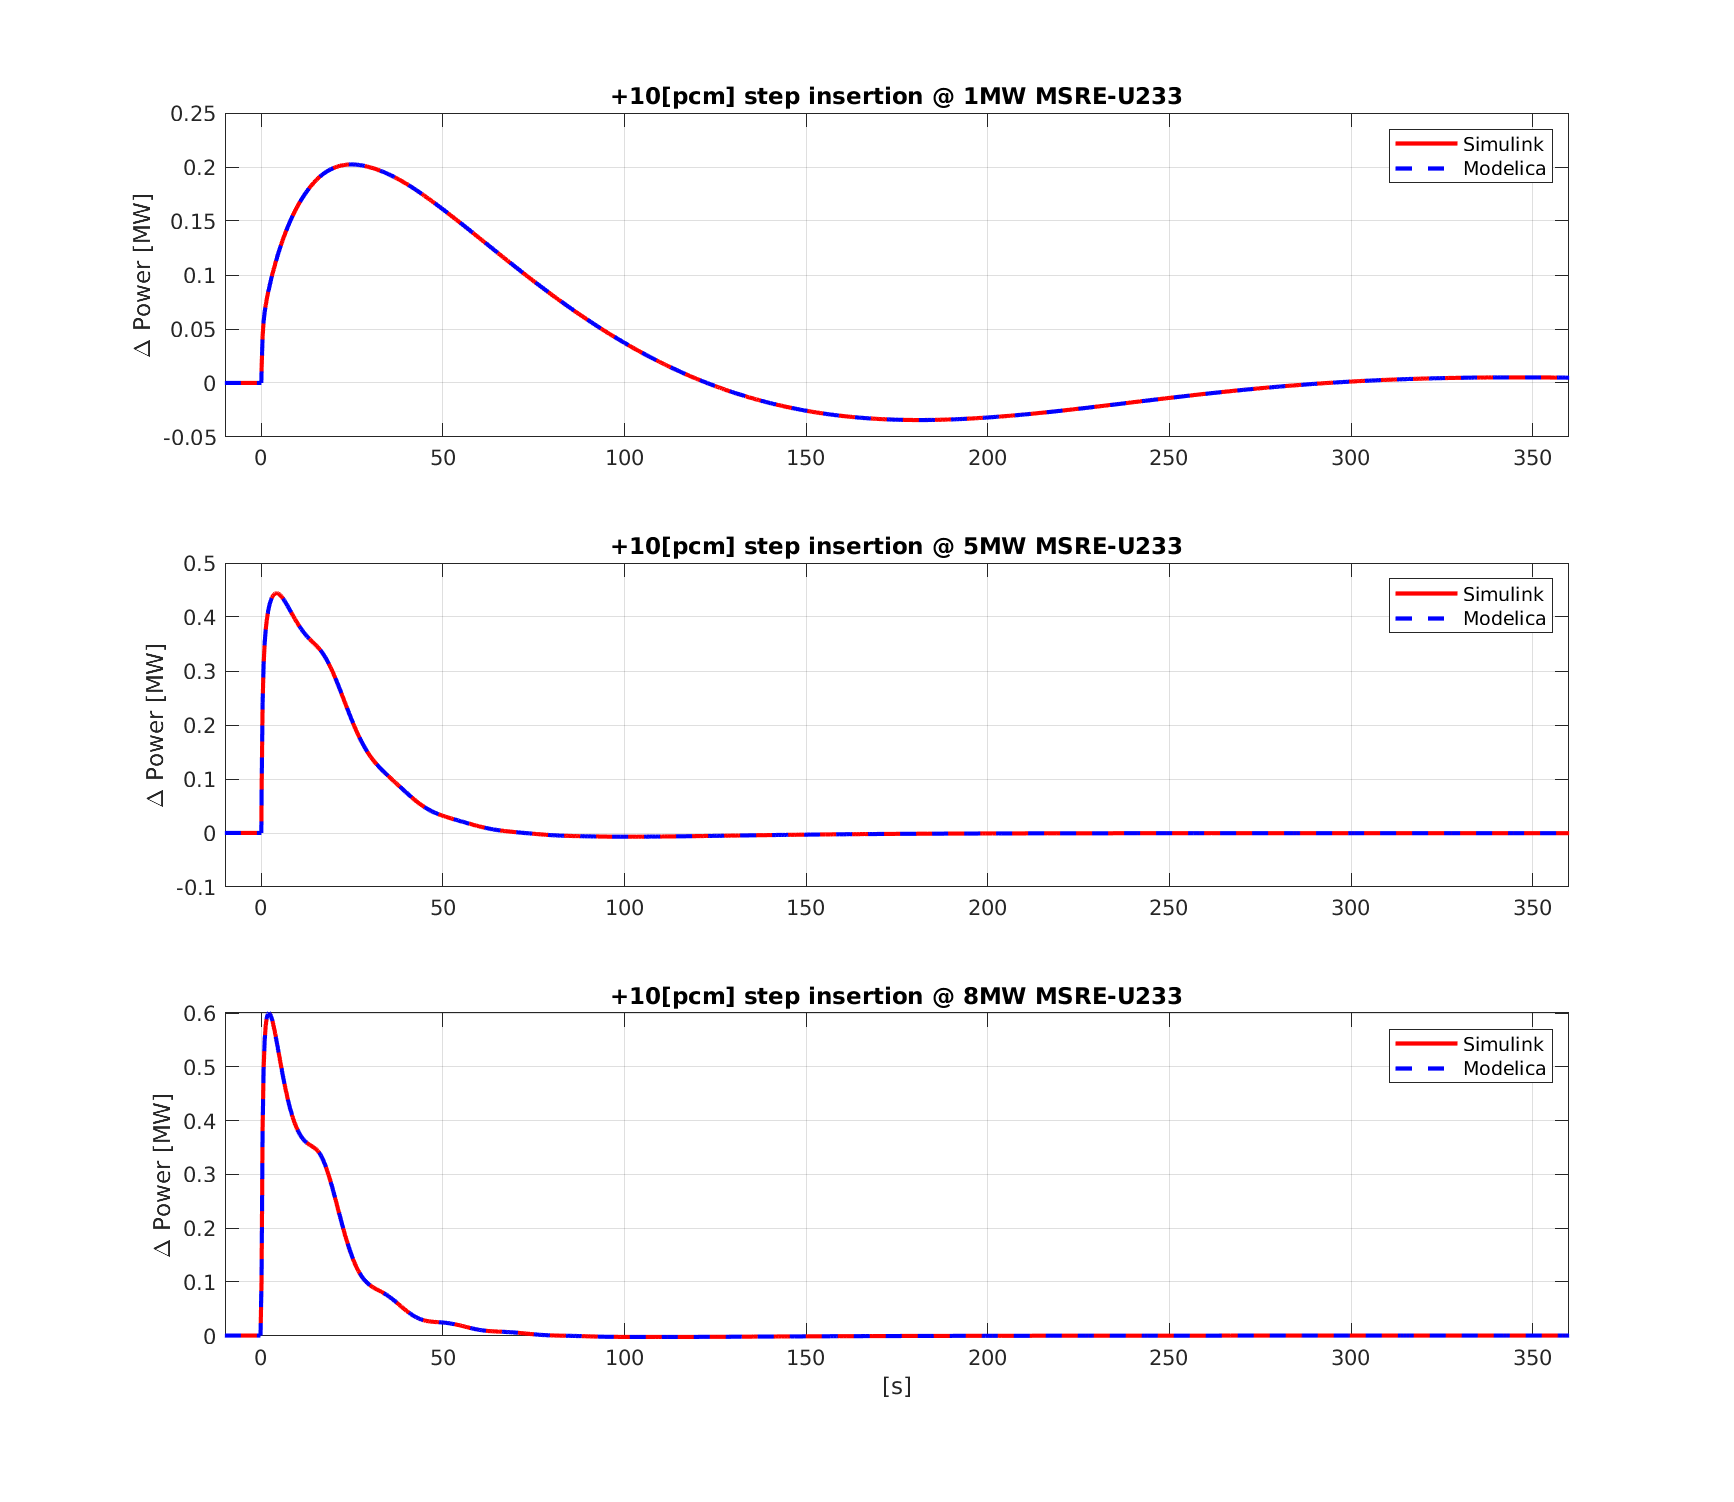 +10[pcm] step insertion @ 1MW MSRE-U233
0.25
0.2
0.15
0.1
0.05
0
-0.05
Δ Power [MW]
Simulink
Modelica
0 50 100 150 200 250 300 350
+10[pcm] step insertion @ 5MW MSRE-U233
0.5
0.4
0.3
0.2
0.1
0
-0.1
Δ Power [MW]
Simulink
Modelica
0 50 100 150 200 250 300 350
+10[pcm] step insertion @ 8MW MSRE-U233
0.6
0.5
0.4
0.3
0.2
0.1
0
Δ Power [MW]
Simulink
Modelica
0 50 100 150 200 250 300 350
[s]